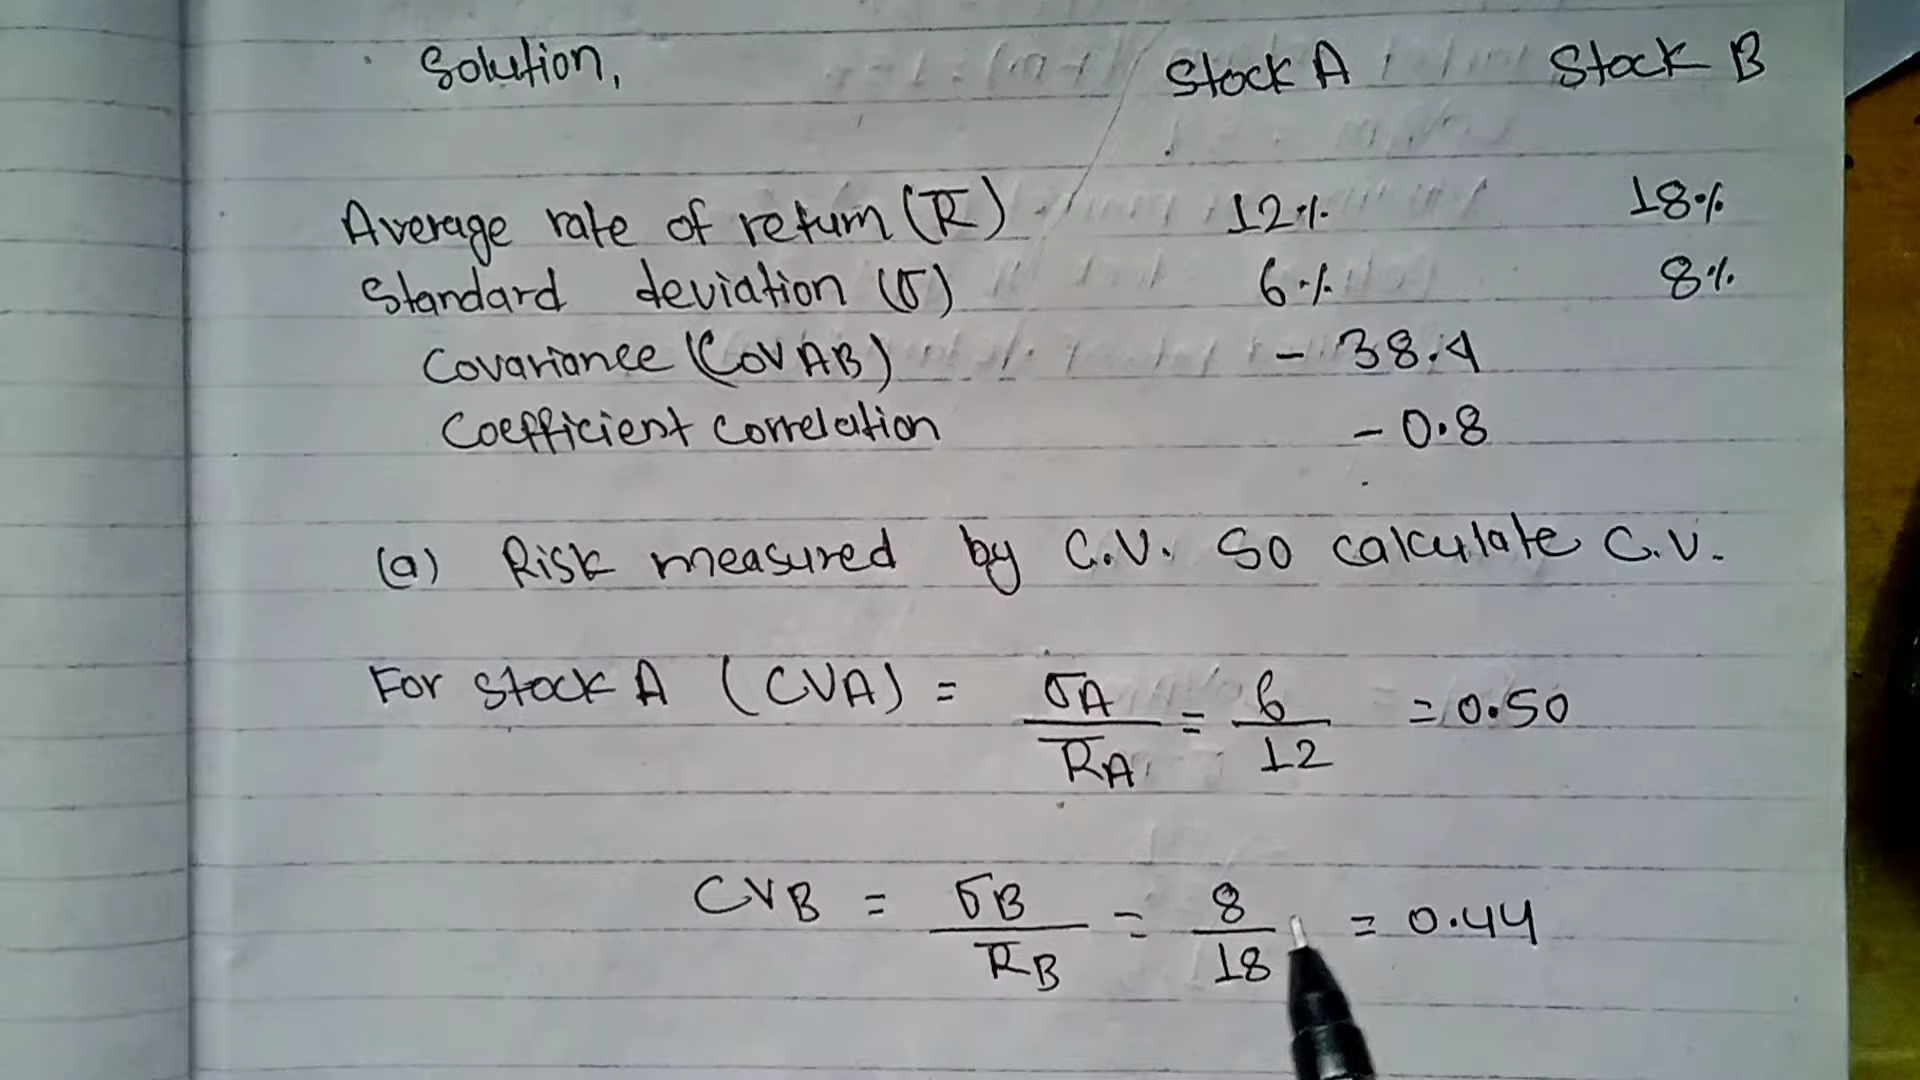 Solution, Stock A Stock B
Average rate of return (R̅) 12% 18%
Standard deviation (σ) 6% 8%
Covariance (COVAB) - 38.4
Coefficient correlation - 0.8
(a) Risk measured by C.V. So calculate C.V.
For stock A (CVA) = σA / R̅A = 6 / 12 = 0.50
CVB = σB / R̅B = 8 / 18 = 0.44